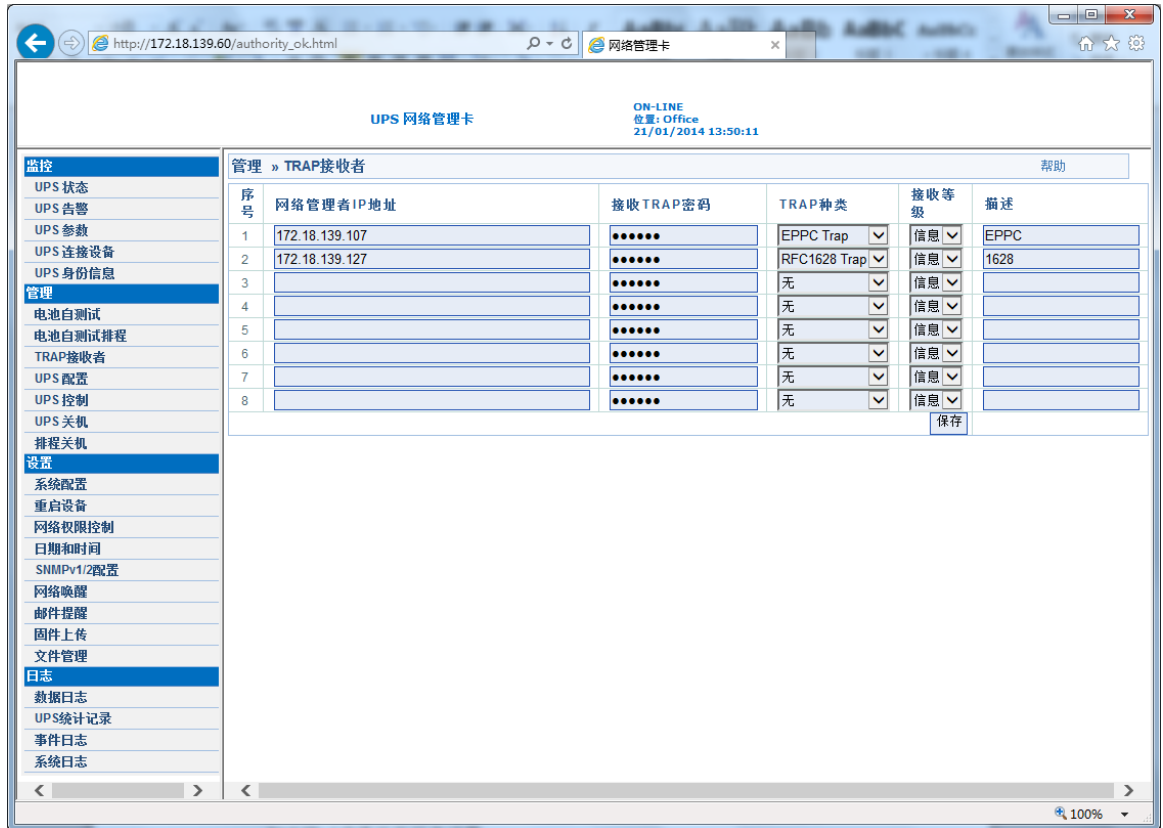 http://172.18.139.60/authority_ok.html
网络管理卡
UPS 网络管理卡
ON-LINE
位置: Office
21/01/2014 13:50:11
监控
UPS 状态
UPS 告警
UPS 参数
UPS 连接设备
UPS 身份信息
管理
电池自测试
电池自测试排程
TRAP接收者
UPS 配置
UPS 控制
UPS 关机
排程关机
设置
系统配置
重启设备
网络权限控制
日期和时间
SNMPv1/2配置
网络唤醒
邮件提醒
固件上传
文件管理
日志
数据日志
UPS统计记录
事件日志
系统日志
管理 » TRAP接收者 帮助
序号 网络管理者IP地址 接收TRAP密码 TRAP种类 接收等级 描述
1 172.18.139.107 ●●●●●● EPPC Trap 信息 EPPC
2 172.18.139.127 ●●●●●● RFC1628 Trap 信息 1628
3 ●●●●●● 无 信息
4 ●●●●●● 无 信息
5 ●●●●●● 无 信息
6 ●●●●●● 无 信息
7 ●●●●●● 无 信息
8 ●●●●●● 无 信息
保存
100%